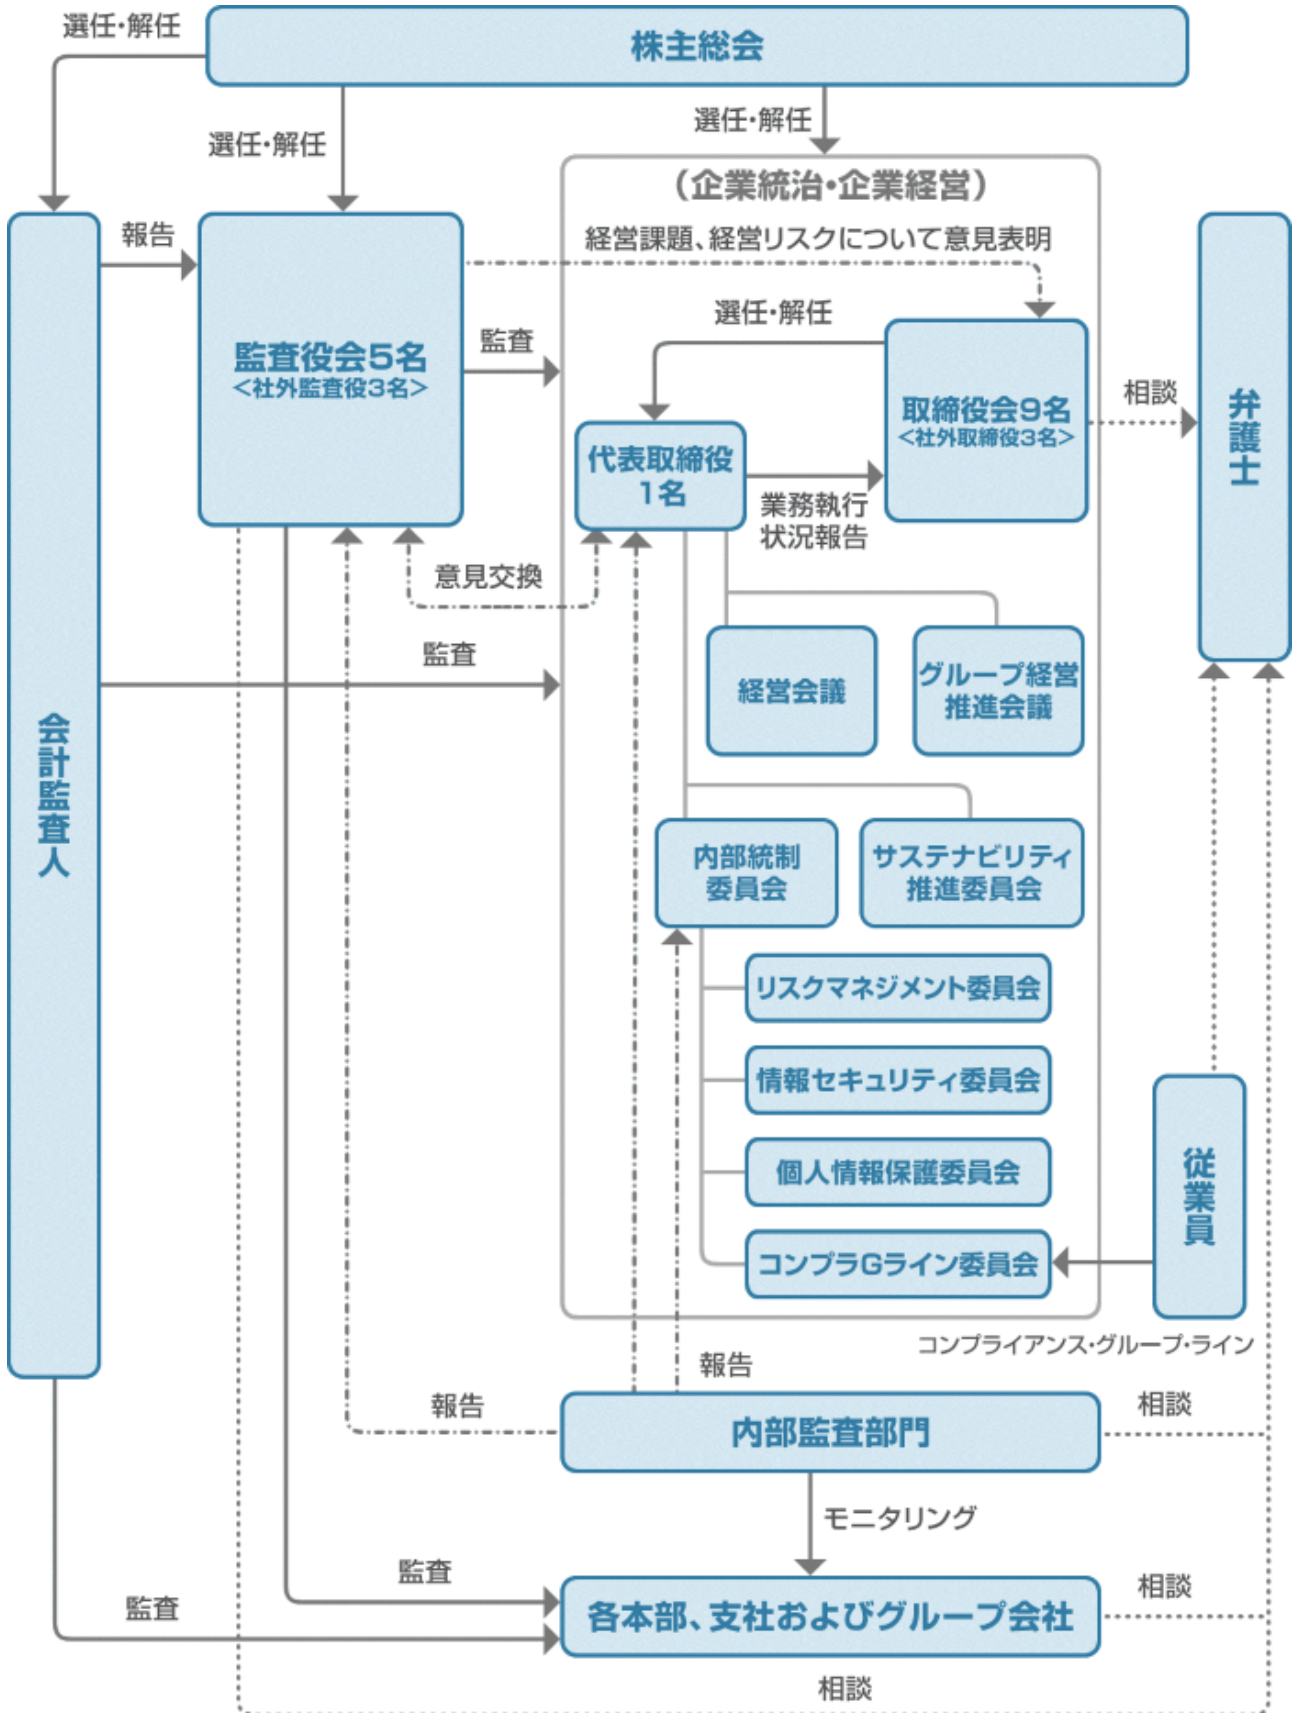 選任・解任
株主総会
選任・解任
選任・解任
(企業統治・企業経営)
報告
経営課題、経営リスクについて意見表明
選任・解任
監査
監査役会5名
<社外監査役3名>
取締役会9名
<社外取締役3名>
相談
弁護士
代表取締役
1名
業務執行
状況報告
意見交換
監査
経営会議
グループ経営
推進会議
会計監査人
内部統制
委員会
サステナビリティ
推進委員会
リスクマネジメント委員会
情報セキュリティ委員会
個人情報保護委員会
コンプラGライン委員会
従業員
コンプライアンス・グループ・ライン
報告
報告
内部監査部門
相談
モニタリング
監査
監査
各本部、支社およびグループ会社
相談
相談